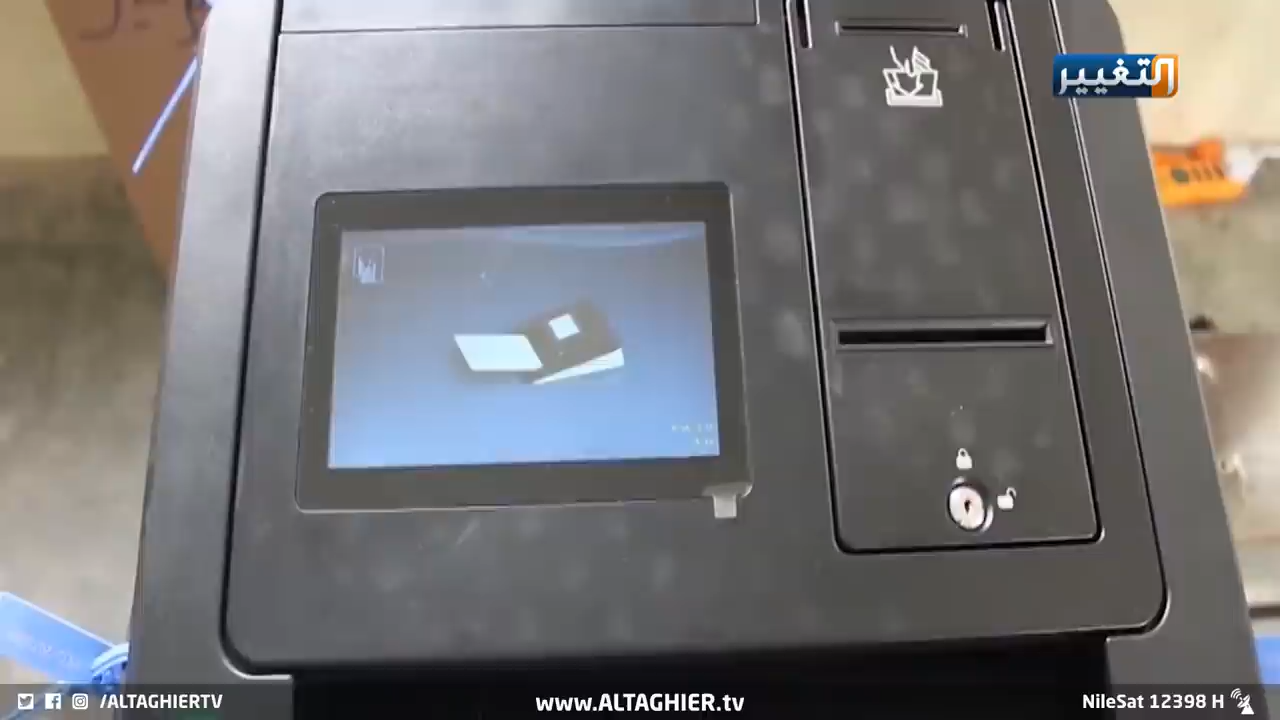 التغيير
/ALTAGHIERTV
www.ALTAGHIER.tv
NileSat 12398 H